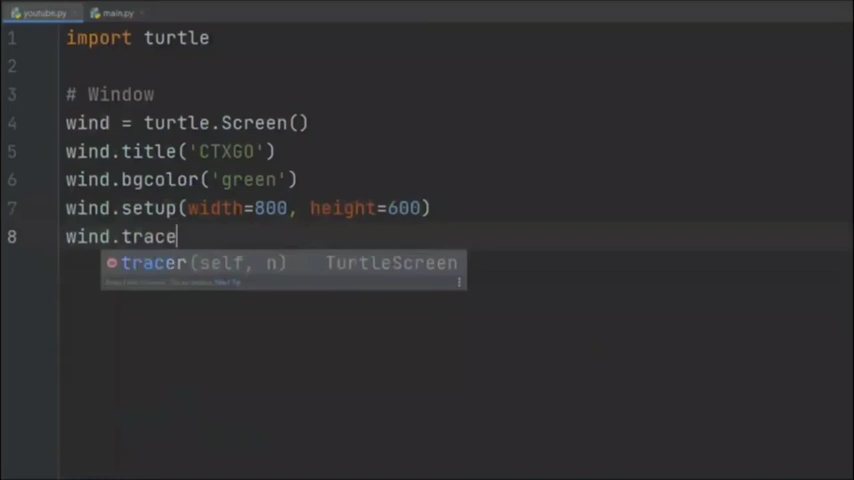 youtube.py main.py
1 import turtle
2
3 # Window
4 wind = turtle.Screen()
5 wind.title('CTXGO')
6 wind.bgcolor('green')
7 wind.setup(width=800, height=600)
8 wind.trace
tracer(self, n) TurtleScreen